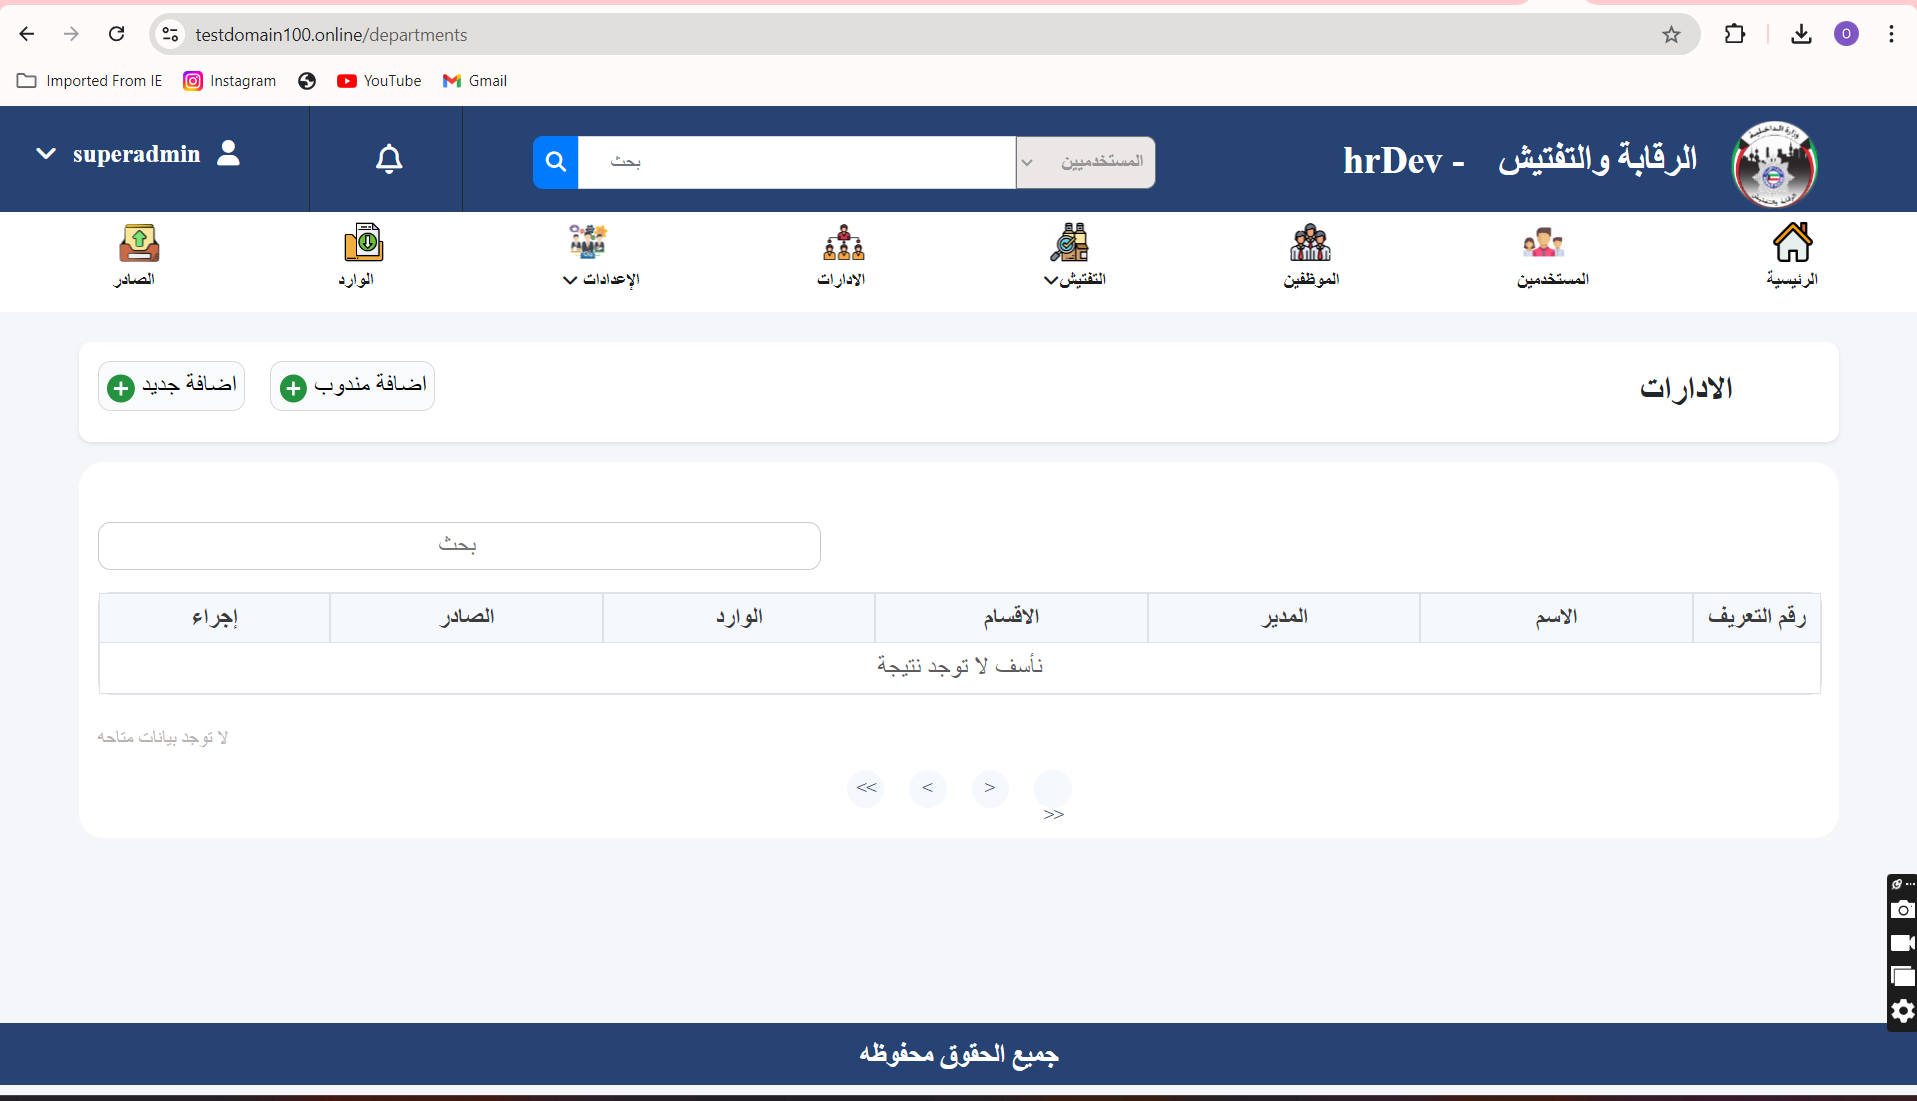 testdomain100.online/departments
O
Imported From IE
Instagram
YouTube
Gmail
الرقابة والتفتيش - hrDev
المستخدميين
بحث
superadmin
الرئيسية
المستخدمين
الموظفين
التفتيش
الادارات
الإعدادات
الوارد
الصادر
الادارات
اضافة مندوب
اضافة جديد
بحث
رقم التعريف الاسم المدير الاقسام الوارد الصادر إجراء
نأسف لا توجد نتيجة
لا توجد بيانات متاحه
<< < > >>
جميع الحقوق محفوظه